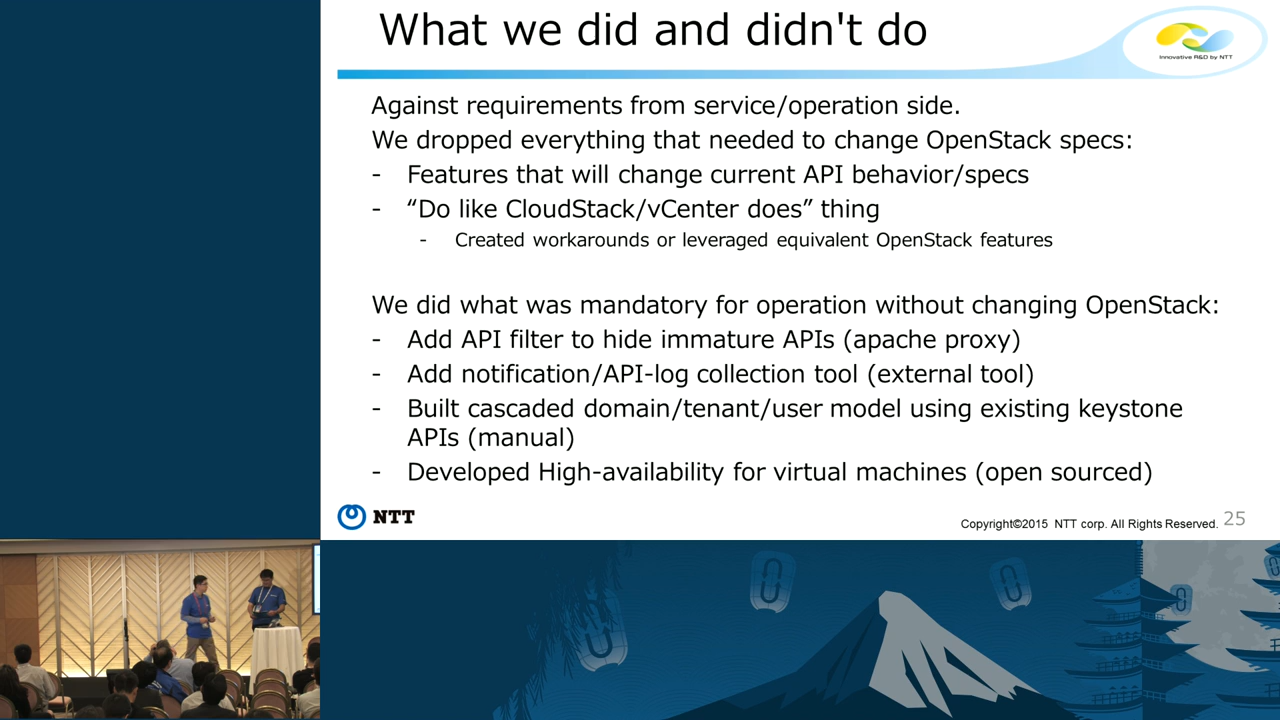 What we did and didn't do
Innovative R&D by NTT
Against requirements from service/operation side.
We dropped everything that needed to change OpenStack specs:
- Features that will change current API behavior/specs
- “Do like CloudStack/vCenter does” thing
- Created workarounds or leveraged equivalent OpenStack features
We did what was mandatory for operation without changing OpenStack:
- Add API filter to hide immature APIs (apache proxy)
- Add notification/API-log collection tool (external tool)
- Built cascaded domain/tenant/user model using existing keystone
APIs (manual)
- Developed High-availability for virtual machines (open sourced)
NTT
Copyright©2015 NTT corp. All Rights Reserved. 25